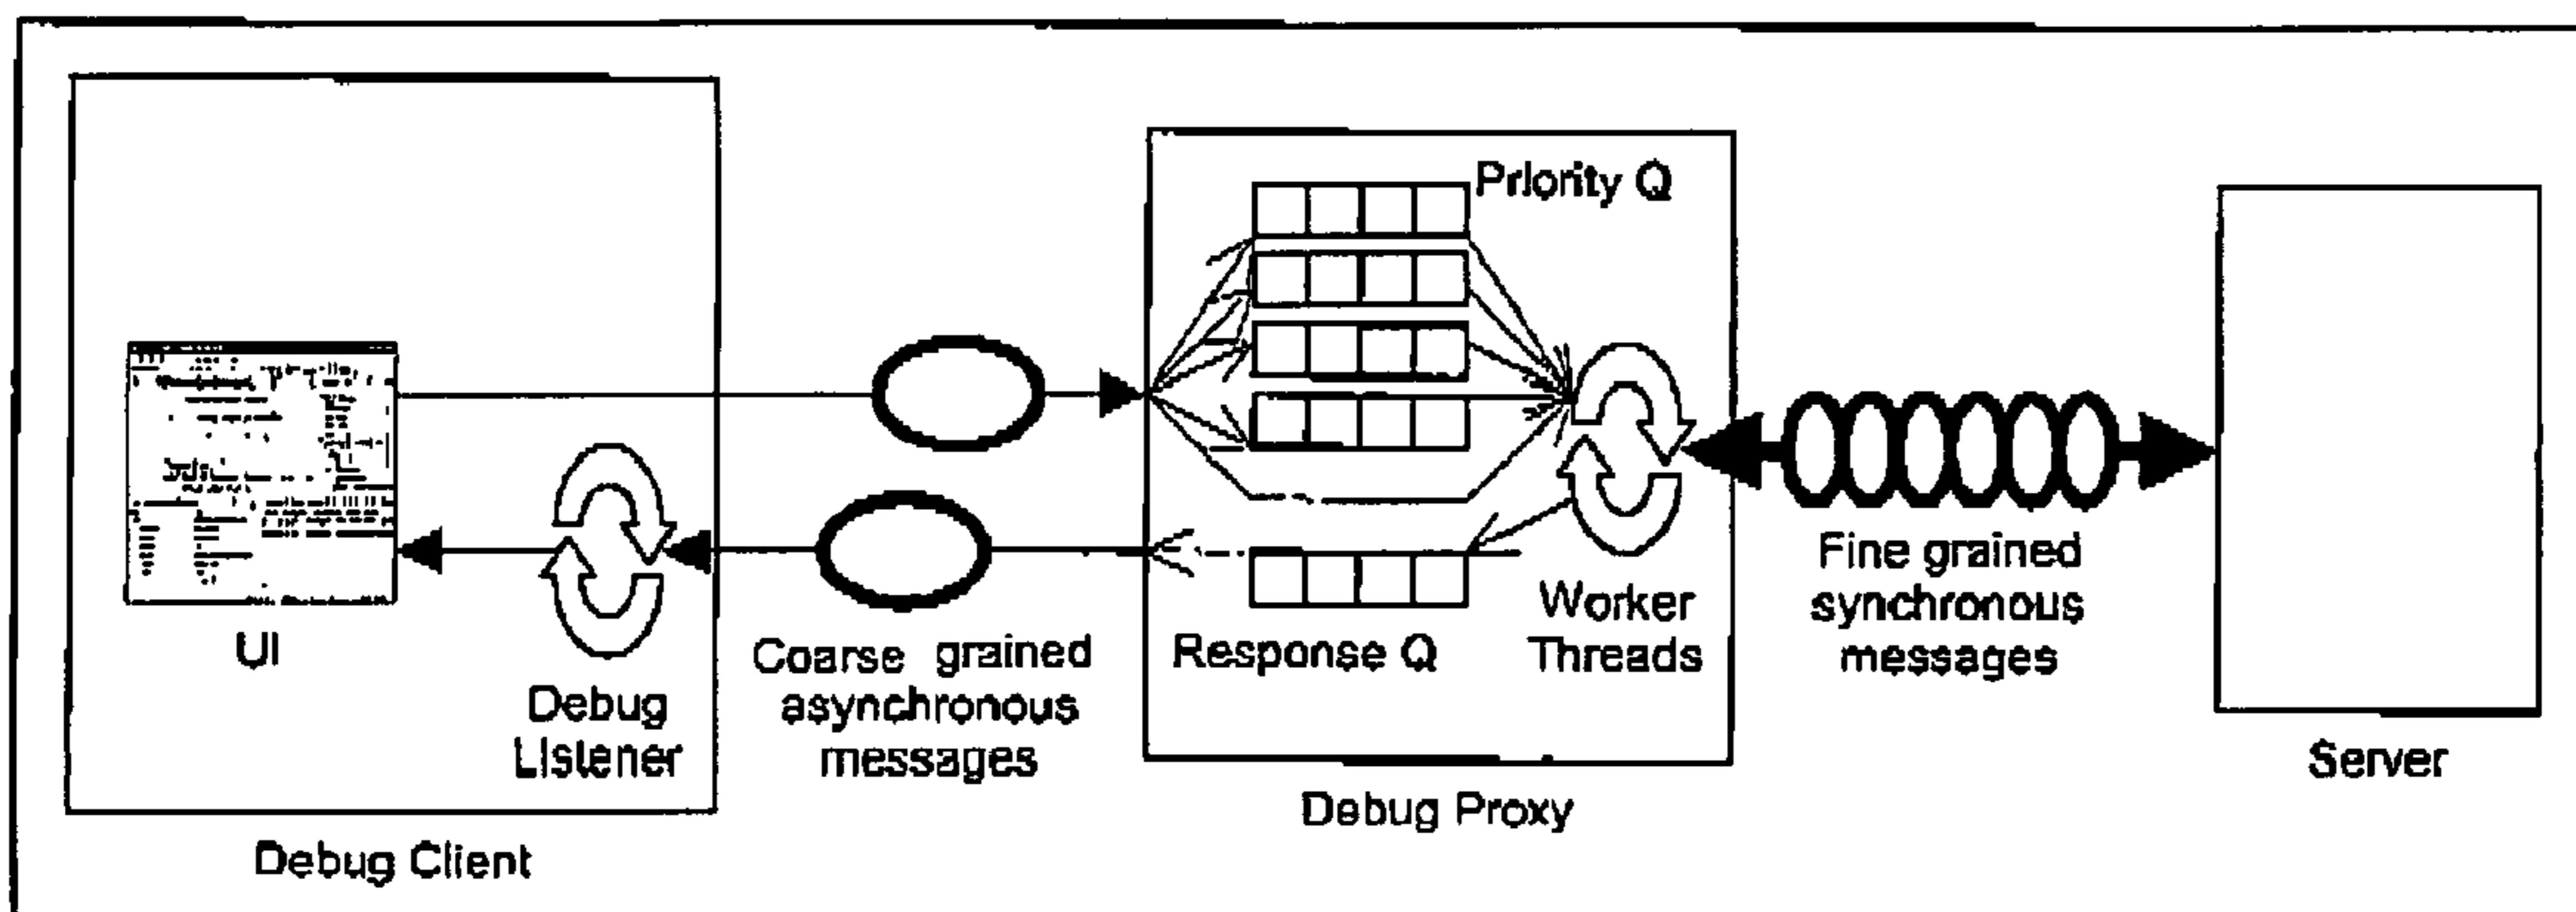 Priority Q
UI
Debug
Listener
Debug Client
Coarse grained
asynchronous
messages
Response Q
Worker
Threads
Debug Proxy
Fine grained
synchronous
messages
Server